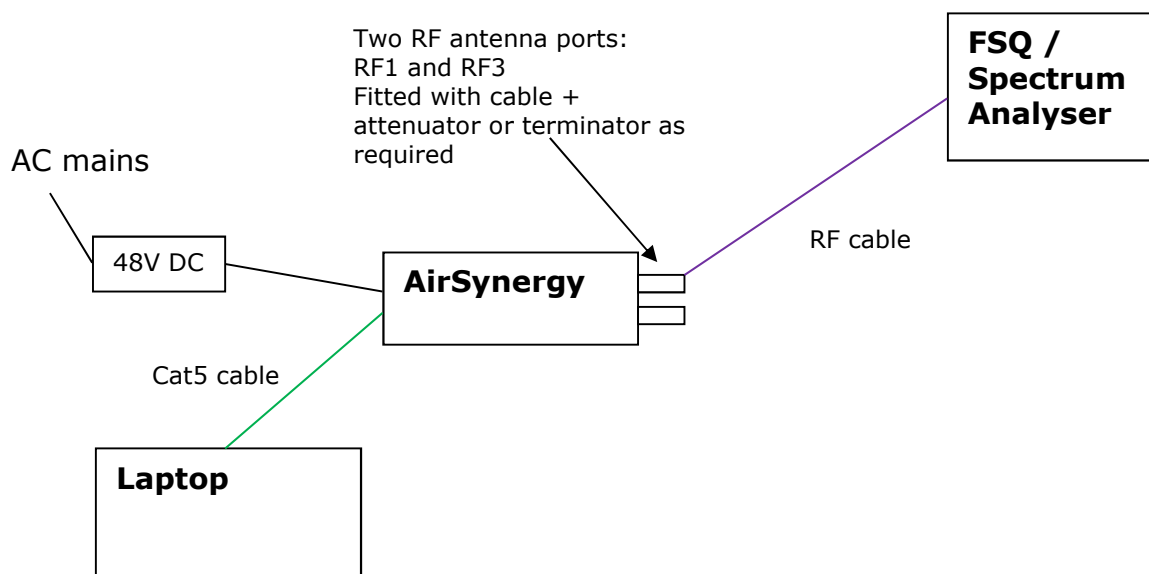 Two RF antenna ports:
RF1 and RF3
Fitted with cable +
attenuator or terminator as
required
FSQ /
Spectrum
Analyser
AC mains
RF cable
48V DC
AirSynergy
Cat5 cable
Laptop